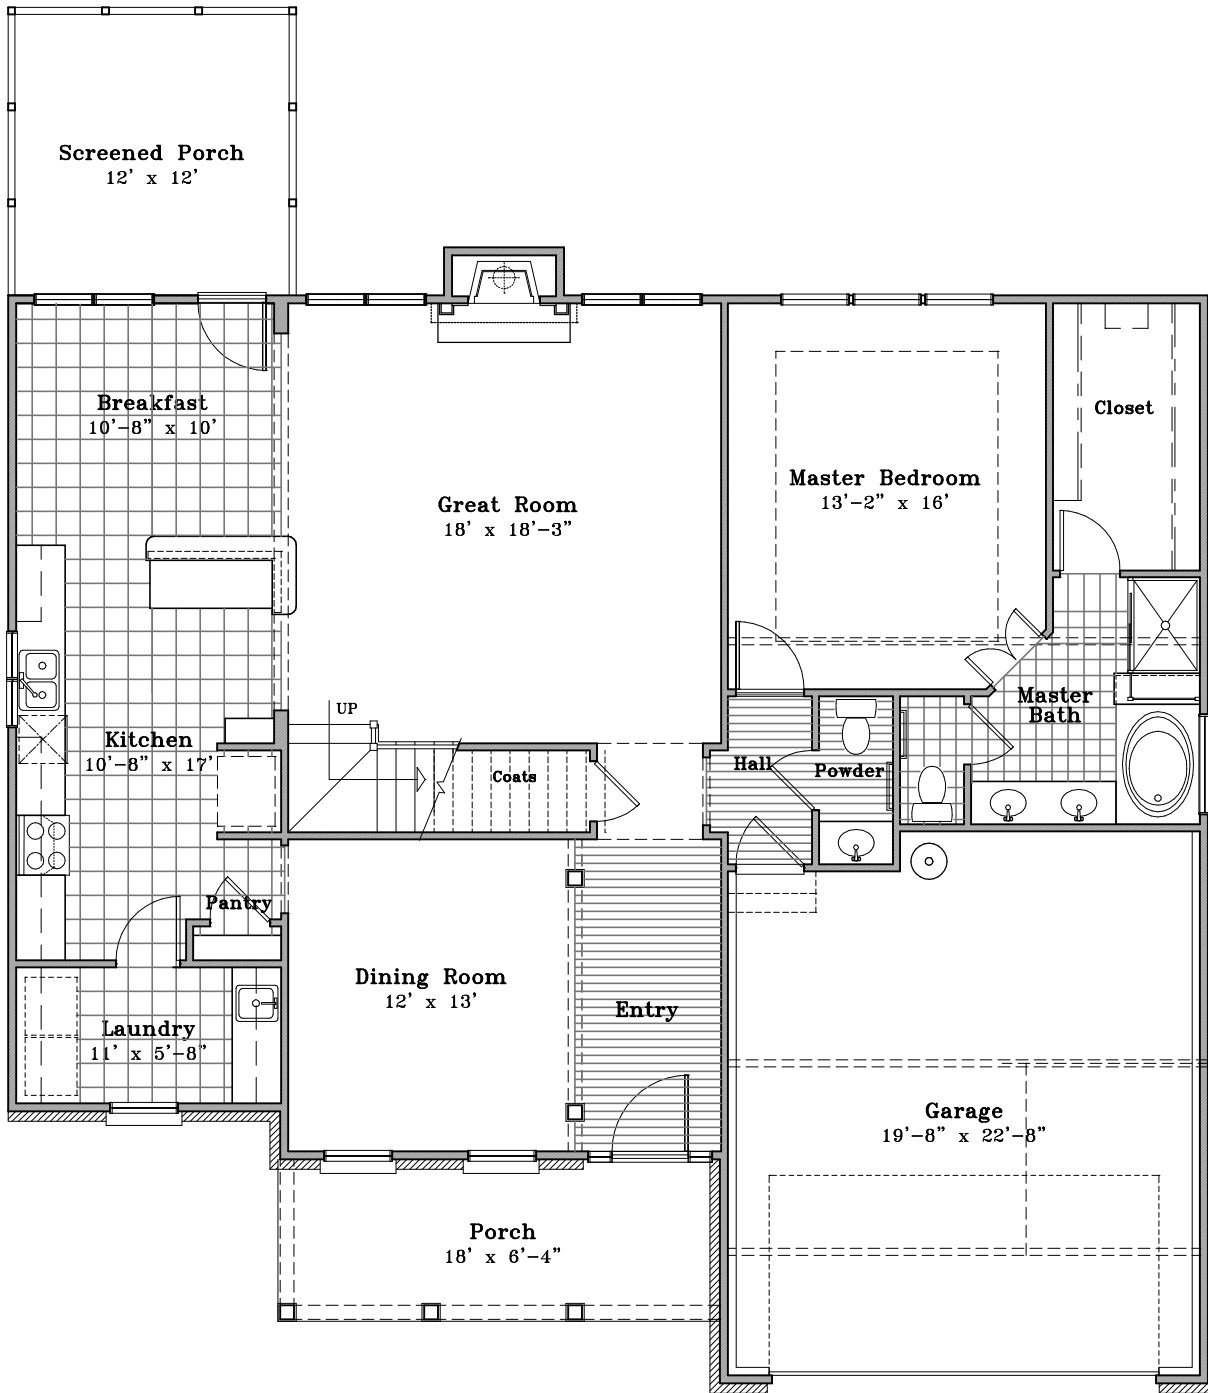 Screened Porch
12' x 12'
Breakfast
10'-8" x 10'
Closet
Great Room
18' x 18'-3"
Master Bedroom
13'-2" x 16'
Master
Bath
UP
Kitchen
10'-8" x 17'
Coats
Hall
Powder
Pantry
Dining Room
12' x 13'
Entry
Laundry
11' x 5'-8"
Garage
19'-8" x 22'-8"
Porch
18' x 6'-4"